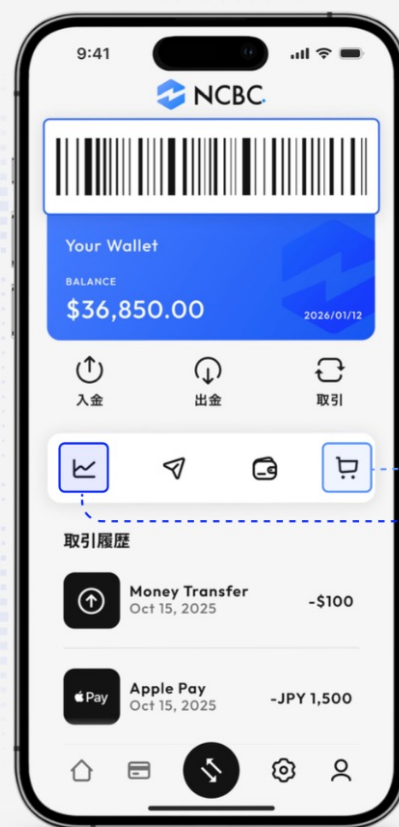 9:41
NCBC.
Your Wallet
BALANCE
$36,850.00
2026/01/12
入金
出金
取引
取引履歴
Money Transfer
Oct 15, 2025
-$100
Pay
Apple Pay
Oct 15, 2025
-JPY 1,500